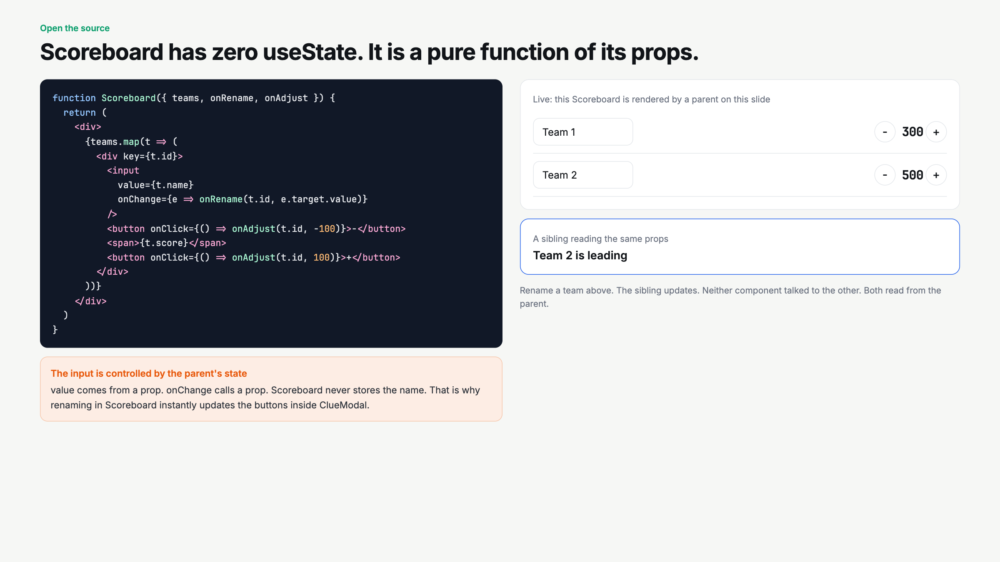 Open the source
Scoreboard has zero useState. It is a pure function of its props.
function Scoreboard({ teams, onRename, onAdjust }) {
  return (
    <div>
      {teams.map(t => (
        <div key={t.id}>
          <input
            value={t.name}
            onChange={e => onRename(t.id, e.target.value)}
          />
          <button onClick={() => onAdjust(t.id, -100)}>-</button>
          <span>{t.score}</span>
          <button onClick={() => onAdjust(t.id, 100)}>+</button>
        </div>
      ))}
    </div>
  )
}
The input is controlled by the parent's state
value comes from a prop. onChange calls a prop. Scoreboard never stores the name. That is why
renaming in Scoreboard instantly updates the buttons inside ClueModal.
Live: this Scoreboard is rendered by a parent on this slide
Team 1 - 300 +
Team 2 - 500 +
A sibling reading the same props
Team 2 is leading
Rename a team above. The sibling updates. Neither component talked to the other. Both read from the
parent.